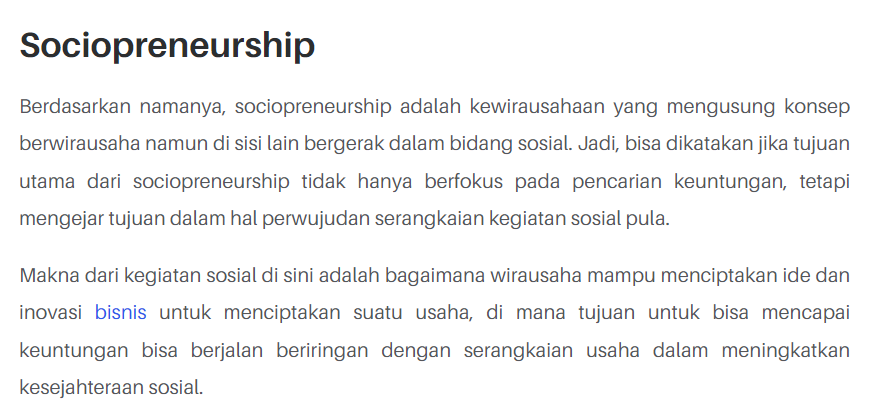 Sociopreneurship
Berdasarkan namanya, sociopreneurship adalah kewirausahaan yang mengusung konsep
berwirausaha namun di sisi lain bergerak dalam bidang sosial. Jadi, bisa dikatakan jika tujuan
utama dari sociopreneurship tidak hanya berfokus pada pencarian keuntungan, tetapi
mengejar tujuan dalam hal perwujudan serangkaian kegiatan sosial pula.
Makna dari kegiatan sosial di sini adalah bagaimana wirausaha mampu menciptakan ide dan
inovasi bisnis untuk menciptakan suatu usaha, di mana tujuan untuk bisa mencapai
keuntungan bisa berjalan beriringan dengan serangkaian usaha dalam meningkatkan
kesejahteraan sosial.